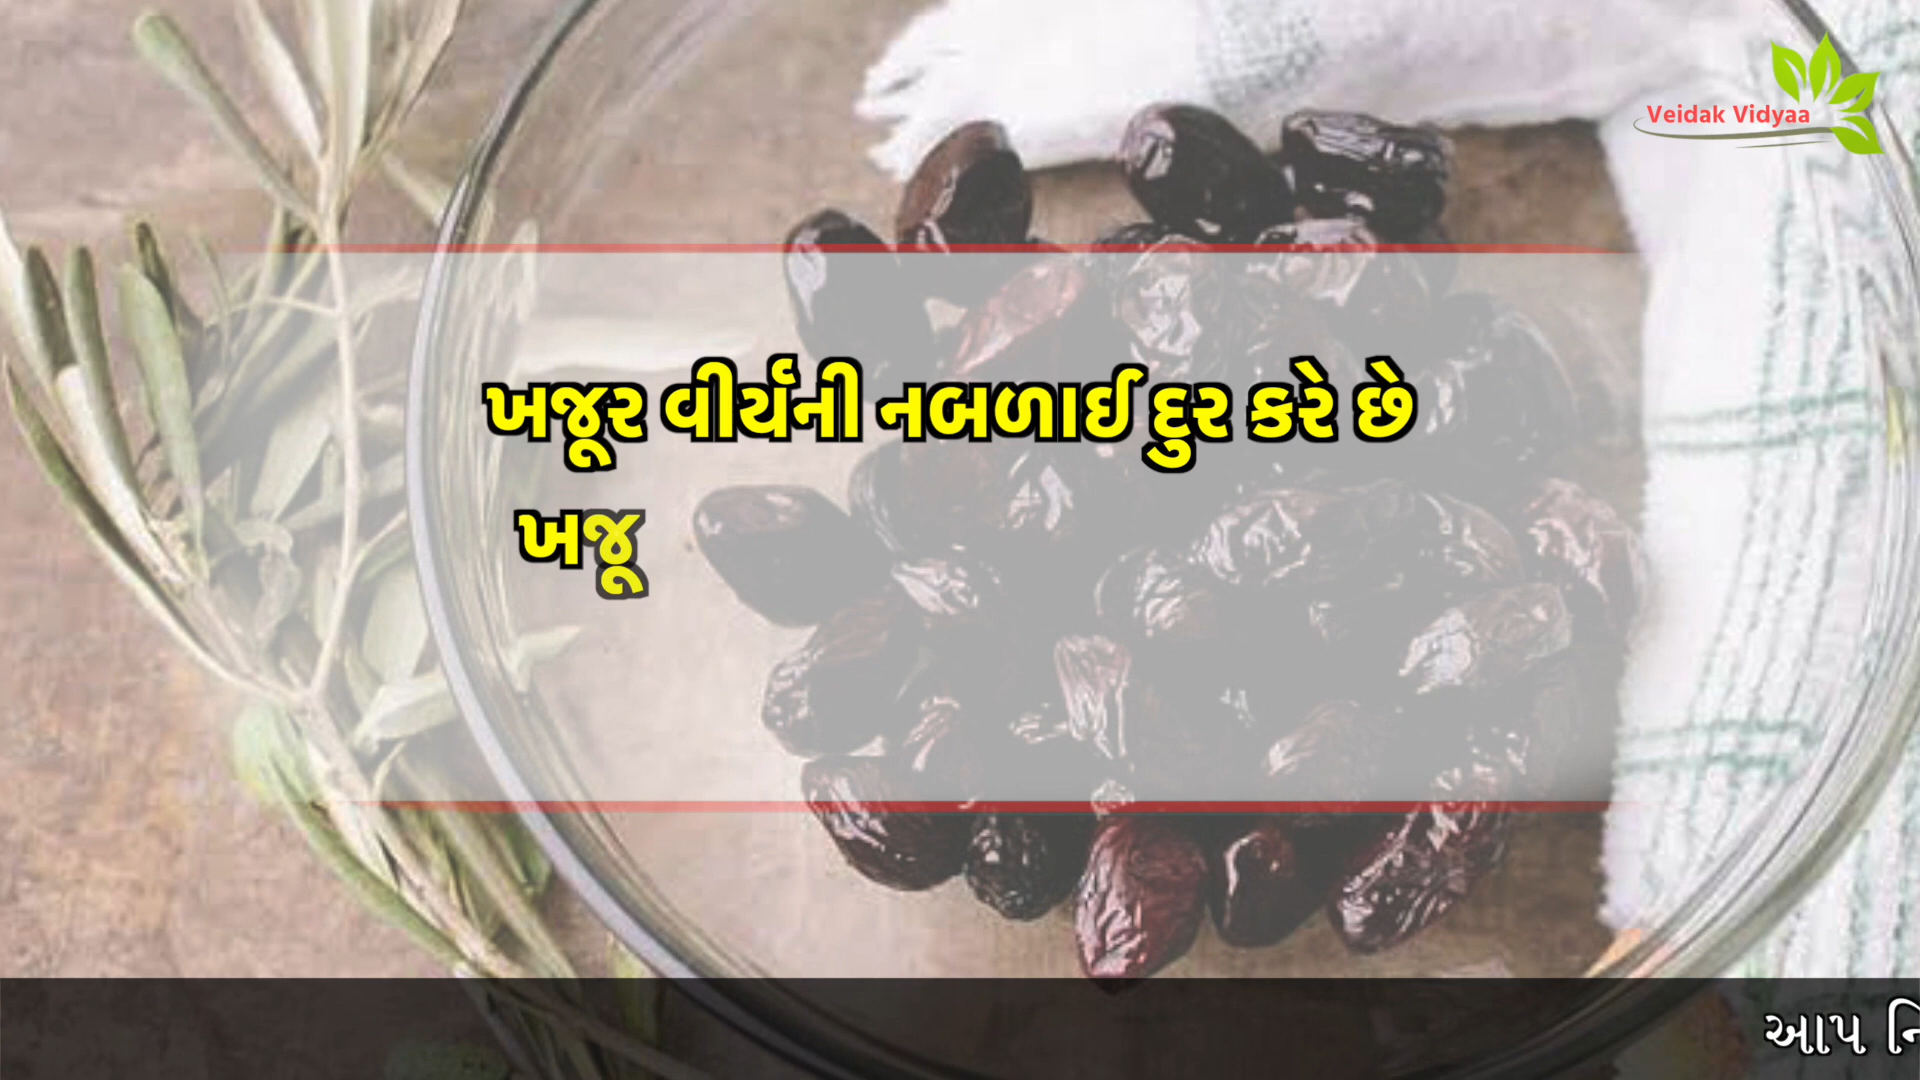 Veidak Vidyaa
ખજૂર વીર્યની નબળાઈ દુર કરે છે
ખજૂ
આપ નિ